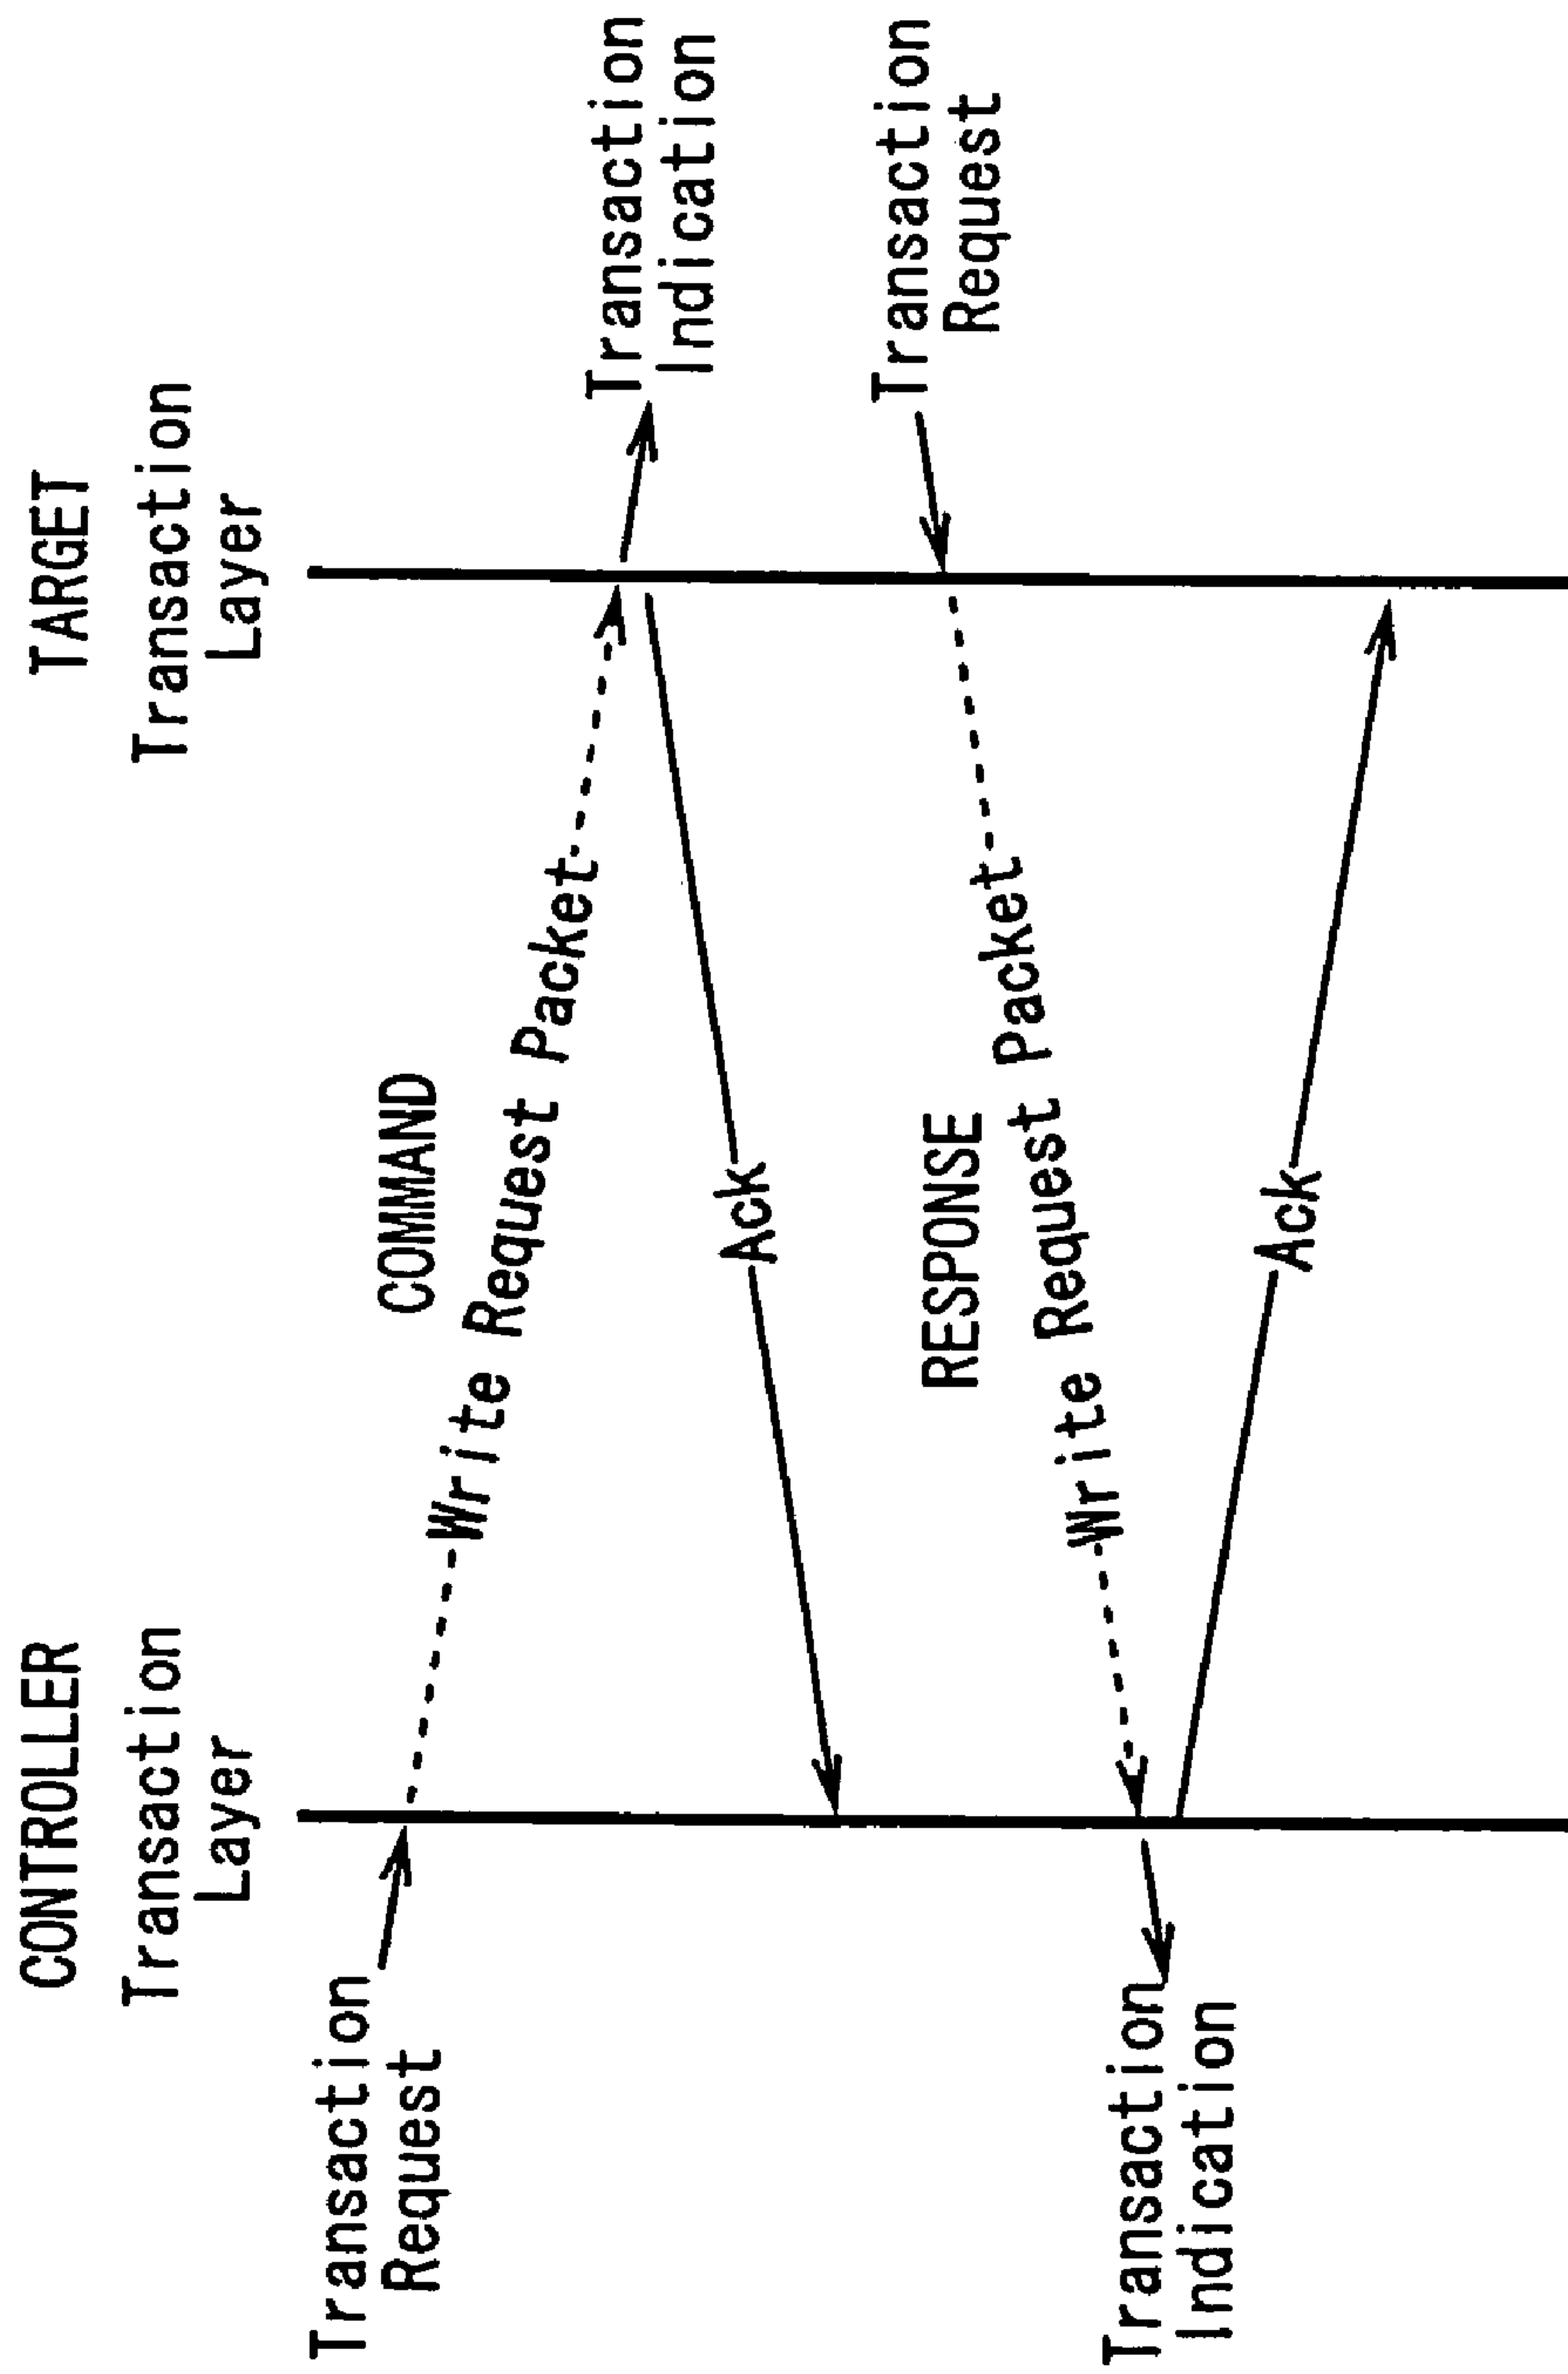 CONTROLLER
Transaction
Layer
TARGET
Transaction
Layer
Transaction
Request
COMMAND
Write Request Packet
Transaction
Indication
Ack
Transaction
Request
RESPONSE
Write Request Packet
Transaction
Indication
Ack